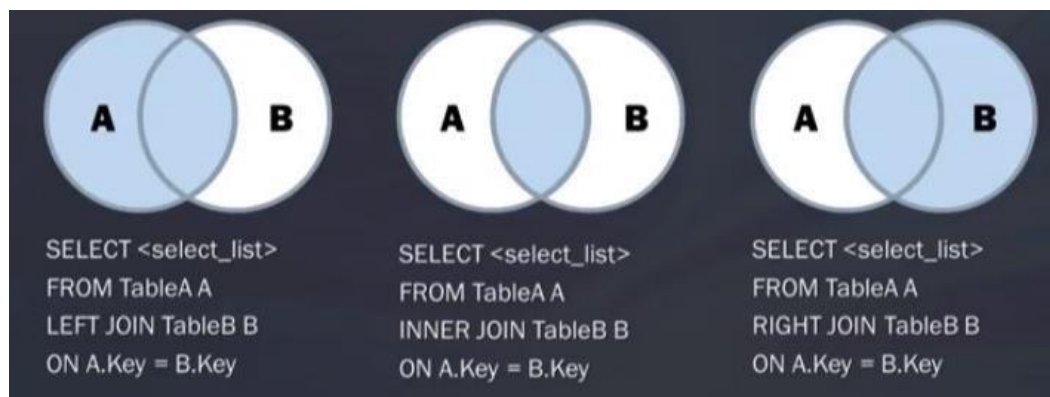 A B
SELECT <select_list>
FROM TableA A
LEFT JOIN TableB B
ON A.Key = B.Key
A B
SELECT <select_list>
FROM TableA A
INNER JOIN TableB B
ON A.Key = B.Key
A B
SELECT <select_list>
FROM TableA A
RIGHT JOIN TableB B
ON A.Key = B.Key